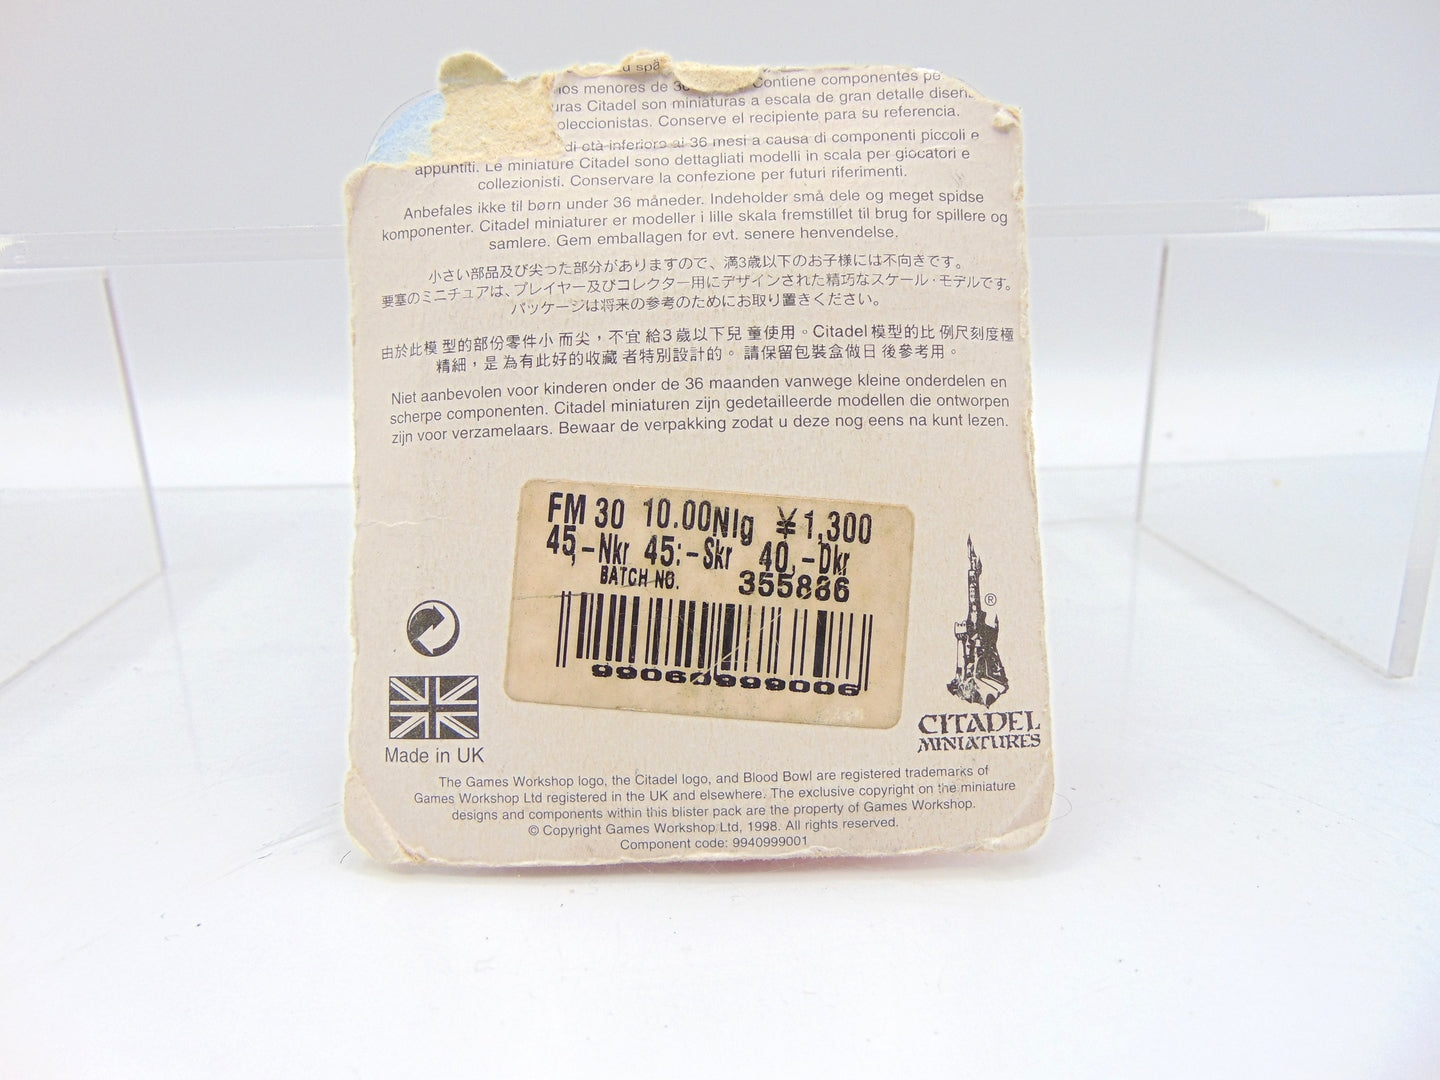 u spä
los menores de 36 Contiene componentes pe
uras Citadel son miniaturas a escala de gran detalle diseñ
oleccionistas. Conserve el recipiente para su referencia.
di otà inferiore ai 36 mesi a causa di componenti piccoli e
appuntiti. Le miniature Citadel sono dettagliati modelli in scala per giocatori e
collezionisti. Conservare la confezione per futuri riferimenti.
Anbefales ikke til børn under 36 måneder. Indeholder små dele og meget spidse
komponenter. Citadel miniaturer er modeller i lille skala fremstillet til brug for spillere og
samlere. Gem emballagen for evt. senere henvendelse.
小さい部品及び尖った部分がありますので、満3歳以下のお子様には不向きです。
要塞のミニチュアは、プレイヤー及びコレクター用にデザインされた精巧なスケール・モデルです。
パッケージは将来の参考のためにお取り置きください。
由於此模型的部份零件小而尖，不宜給3歲以下兒童使用。Citadel模型的比例尺刻度極
精細，是為有此好的收藏者特別設計的。請保留包裝盒做日後參考用。
Niet aanbevolen voor kinderen onder de 36 maanden vanwege kleine onderdelen en
scherpe componenten. Citadel miniaturen zijn gedetailleerde modellen die ontworpen
zijn voor verzamelaars. Bewaar de verpakking zodat u deze nog eens na kunt lezen.
FM 30 10.00Nlg ¥1,300
45,-Nkr 45:-Skr 40,-Dkr
BATCH NO. 355886
99060999006
®
CITADEL
MINIATURES
Made in UK
The Games Workshop logo, the Citadel logo, and Blood Bowl are registered trademarks of
Games Workshop Ltd registered in the UK and elsewhere. The exclusive copyright on the miniature
designs and components within this blister pack are the property of Games Workshop.
© Copyright Games Workshop Ltd, 1998. All rights reserved.
Component code: 9940999001